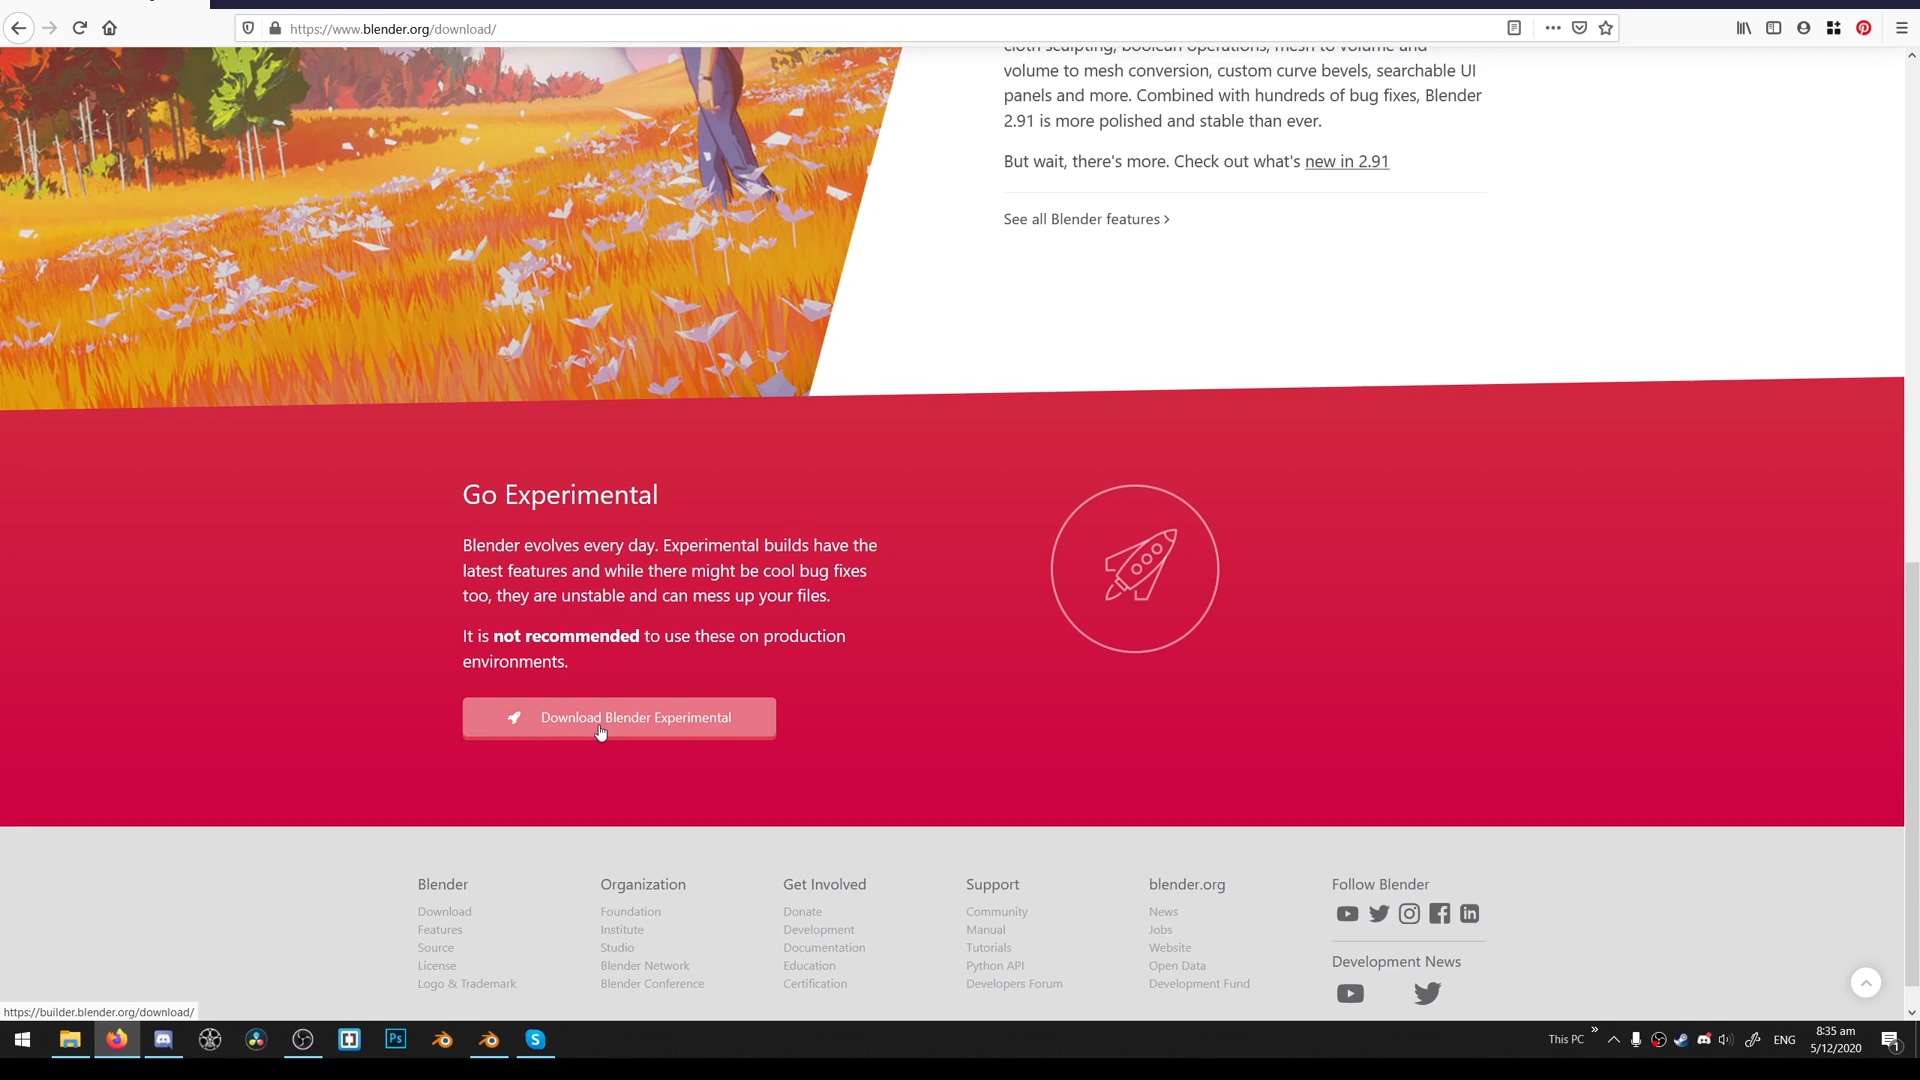 https://www.blender.org/download/
cloth sculpting, boolean operations, mesh to volume and
volume to mesh conversion, custom curve bevels, searchable UI
panels and more. Combined with hundreds of bug fixes, Blender
2.91 is more polished and stable than ever.
But wait, there's more. Check out what's new in 2.91
See all Blender features >
Go Experimental
Blender evolves every day. Experimental builds have the
latest features and while there might be cool bug fixes
too, they are unstable and can mess up your files.
It is not recommended to use these on production
environments.
Download Blender Experimental
Blender
Download
Features
Source
License
Logo & Trademark
Organization
Foundation
Institute
Studio
Blender Network
Blender Conference
Get Involved
Donate
Development
Documentation
Education
Certification
Support
Community
Manual
Tutorials
Python API
Developers Forum
blender.org
News
Jobs
Website
Open Data
Development Fund
Follow Blender
Development News
https://builder.blender.org/download/
Ps
This PC
ENG
8:35 am
5/12/2020
1